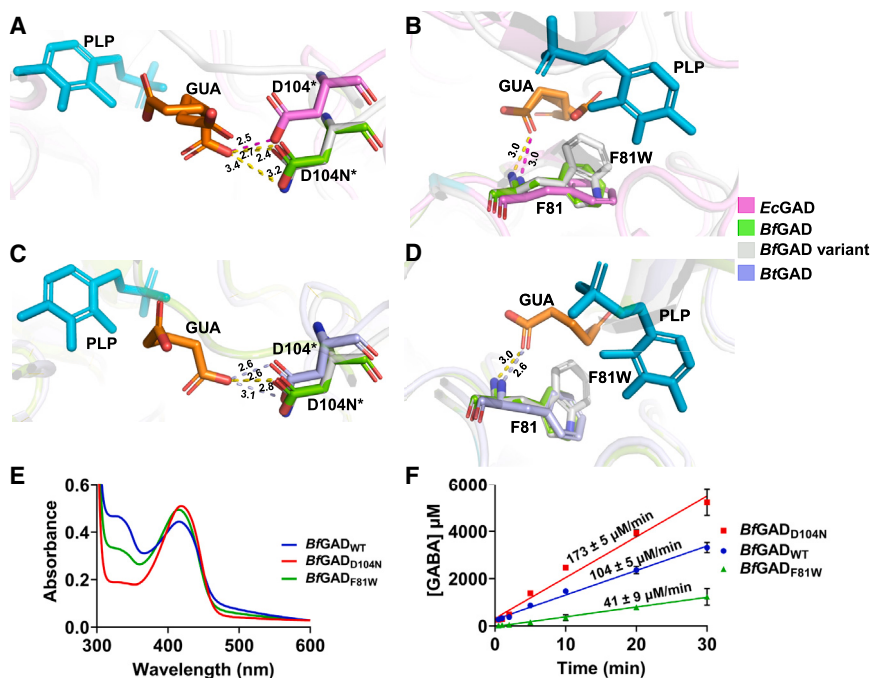 A
PLP
GUA
D104*
2.5
2.7
2.4
3.4
3.2
D104N*
B
GUA
PLP
3.0
3.0
F81W
F81
EcGAD
BfGAD
BfGAD variant
BtGAD
C
PLP
GUA
D104*
2.6
2.6
2.8
3.1
D104N*
D
GUA
PLP
3.0
2.6
F81W
F81
E
Absorbance
0.6
0.4
0.2
0.0
300
400
500
600
Wavelength (nm)
BfGADWT
BfGADD104N
BfGADF81W
F
[GABA] µM
6000
4000
2000
0
0
10
20
30
Time (min)
173 ± 5 µM/min
104 ± 5 µM/min
41 ± 9 µM/min
BfGADD104N
BfGADWT
BfGADF81W